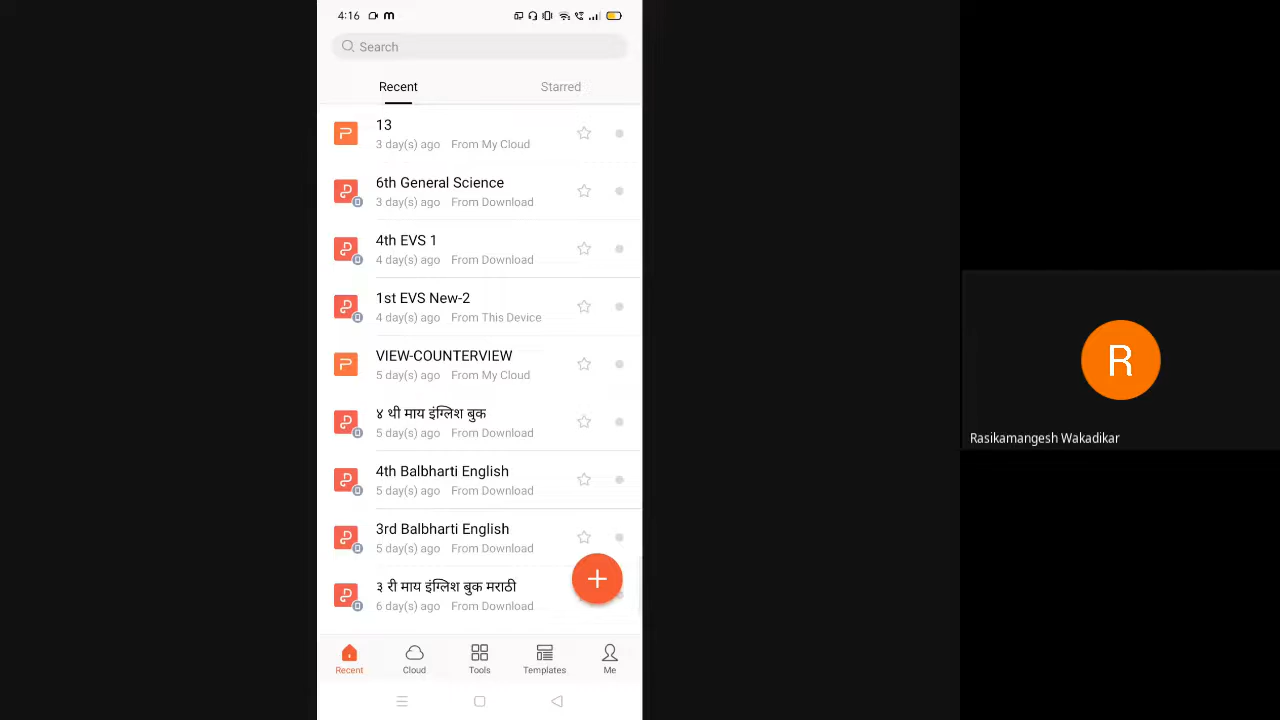 4:16
Search
Recent
Starred
13
3 day(s) ago From My Cloud
6th General Science
3 day(s) ago From Download
4th EVS 1
4 day(s) ago From Download
1st EVS New-2
4 day(s) ago From This Device
VIEW-COUNTERVIEW
5 day(s) ago From My Cloud
४ थी माय इंग्लिश बुक
5 day(s) ago From Download
4th Balbharti English
5 day(s) ago From Download
3rd Balbharti English
5 day(s) ago From Download
३ री माय इंग्लिश बुक मराठी
6 day(s) ago From Download
Recent
Cloud
Tools
Templates
Me
R
Rasikamangesh Wakadikar